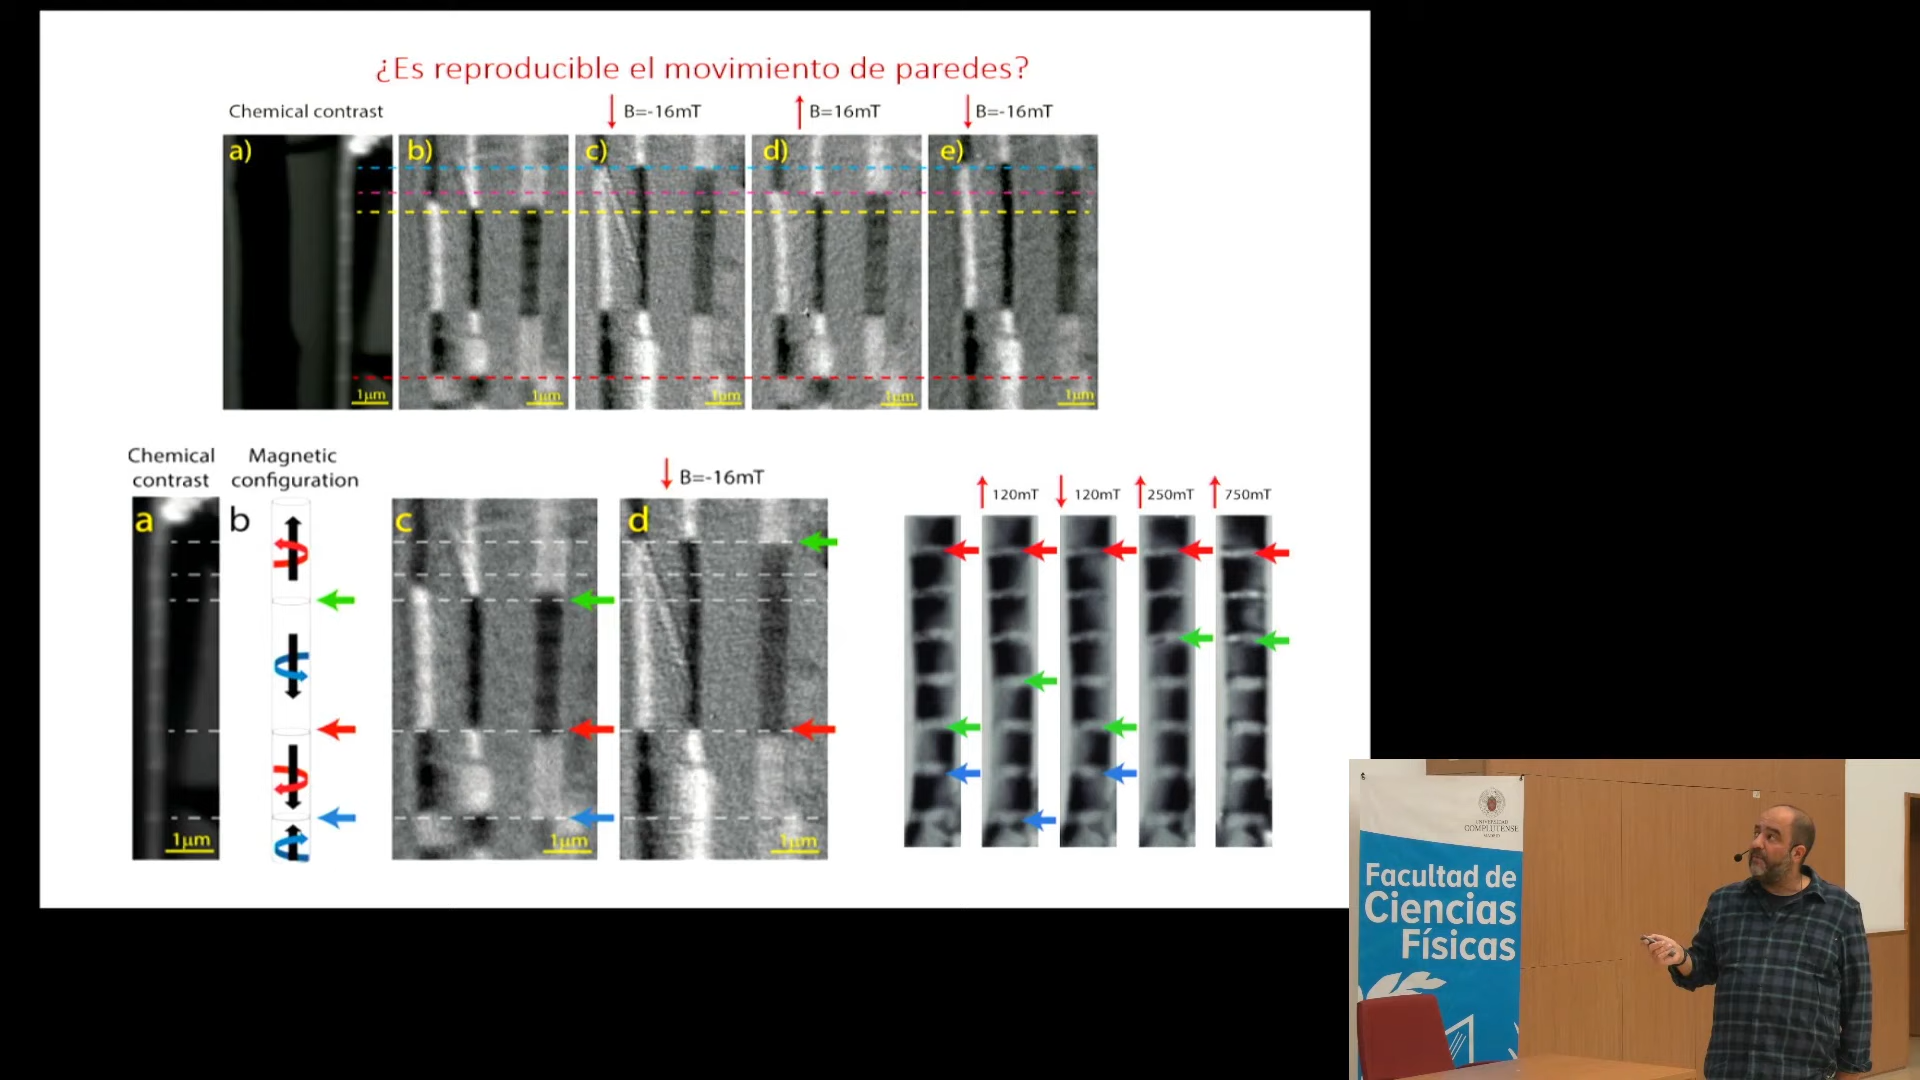 ¿Es reproducible el movimiento de paredes?
Chemical contrast
B=-16mT
B=16mT
B=-16mT
a)
b)
c)
d)
e)
1µm
1µm
1µm
1µm
1µm
Chemical
contrast
Magnetic
configuration
B=-16mT
a
b
c
d
1µm
1µm
1µm
120mT
120mT
250mT
750mT
UNIVERSIDAD
COMPLUTENSE
MADRID
Facultad de
Ciencias
Físicas